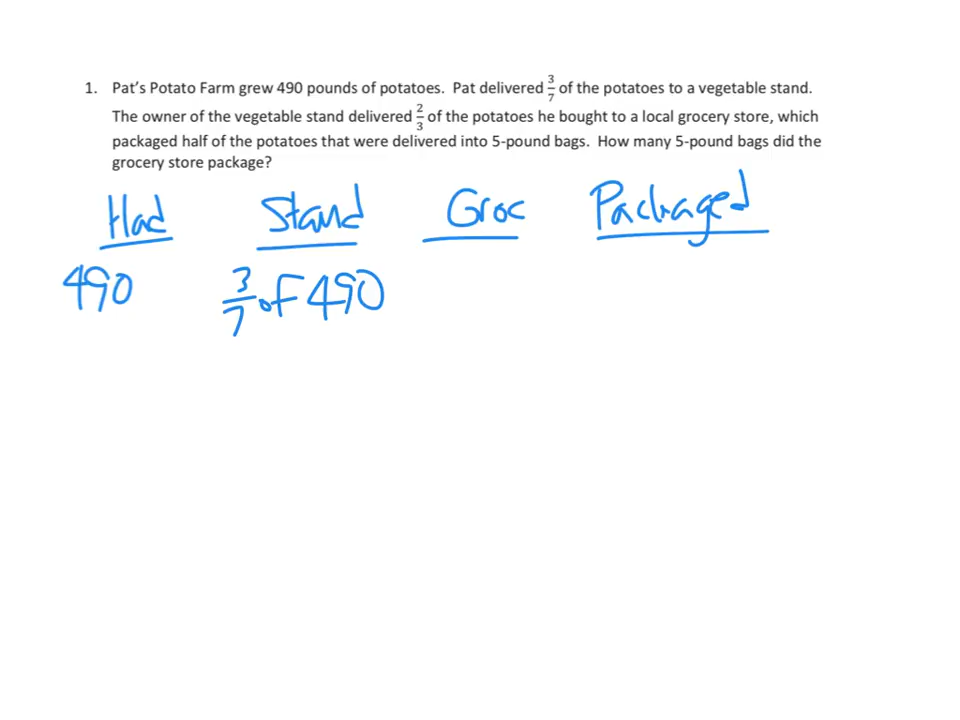 1. Pat's Potato Farm grew 490 pounds of potatoes. Pat delivered 3/7 of the potatoes to a vegetable stand.
The owner of the vegetable stand delivered 2/3 of the potatoes he bought to a local grocery store, which
packaged half of the potatoes that were delivered into 5-pound bags. How many 5-pound bags did the
grocery store package?
Had Stand Groc Packaged
490 3/7 of 490